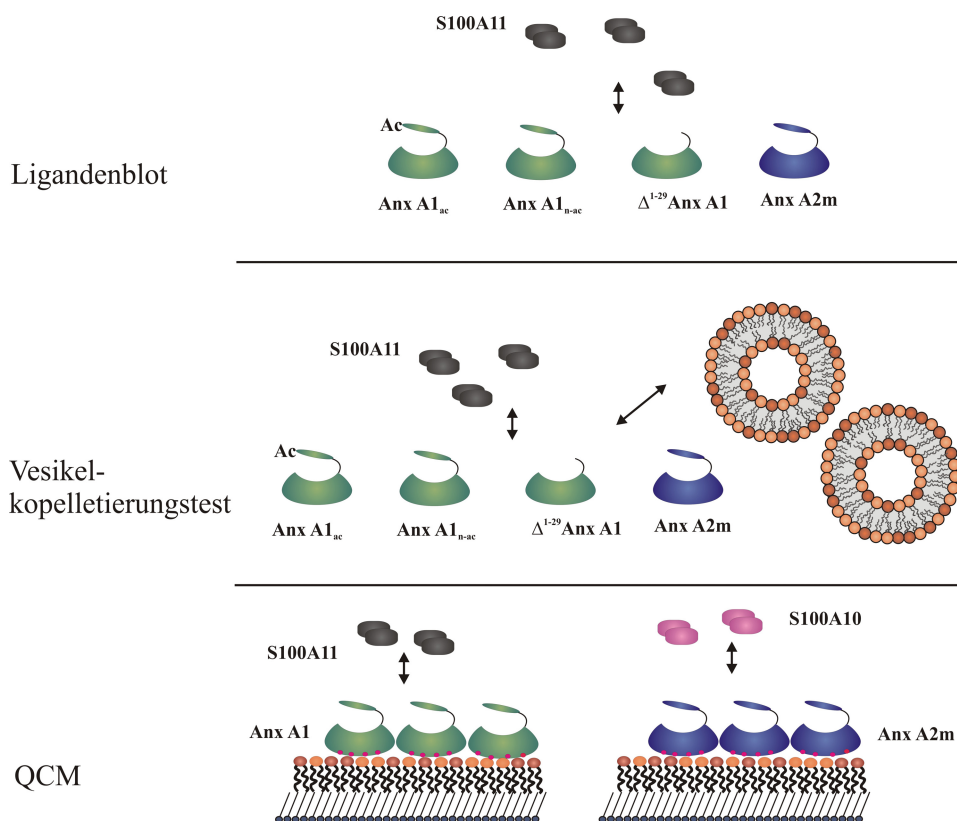 S100A11
Ac
Ligandenblot
Anx A1ac
Anx A1n-ac
Δ1-29Anx A1
Anx A2m
S100A11
Ac
Vesikel-
kopelletierungstest
Anx A1ac
Anx A1n-ac
Δ1-29Anx A1
Anx A2m
S100A11
S100A10
Anx A1
Anx A2m
QCM